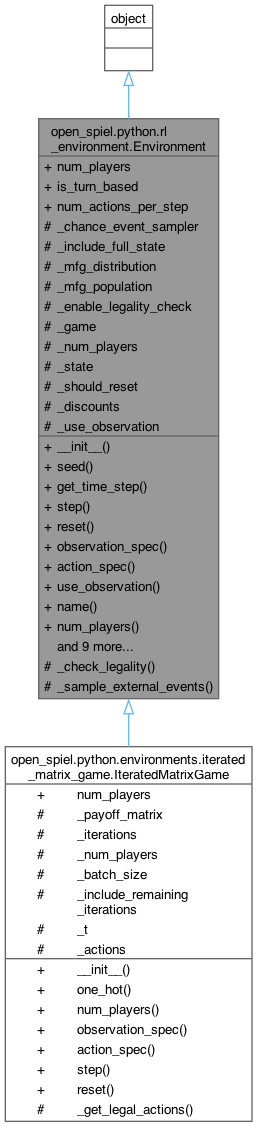 object
open_spiel.python.rl
_environment.Environment
+ num_players
+ is_turn_based
+ num_actions_per_step
# _chance_event_sampler
# _include_full_state
# _mfg_distribution
# _mfg_population
# _enable_legality_check
# _game
# _num_players
# _state
# _should_reset
# _discounts
# _use_observation
+ __init__()
+ seed()
+ get_time_step()
+ step()
+ reset()
+ observation_spec()
+ action_spec()
+ use_observation()
+ name()
+ num_players()
and 9 more...
# _check_legality()
# _sample_external_events()
open_spiel.python.environments.iterated
_matrix_game.IteratedMatrixGame
+ num_players
# _payoff_matrix
# _iterations
# _num_players
# _batch_size
# _include_remaining
_iterations
# _t
# _actions
+ __init__()
+ one_hot()
+ num_players()
+ observation_spec()
+ action_spec()
+ step()
+ reset()
# _get_legal_actions()